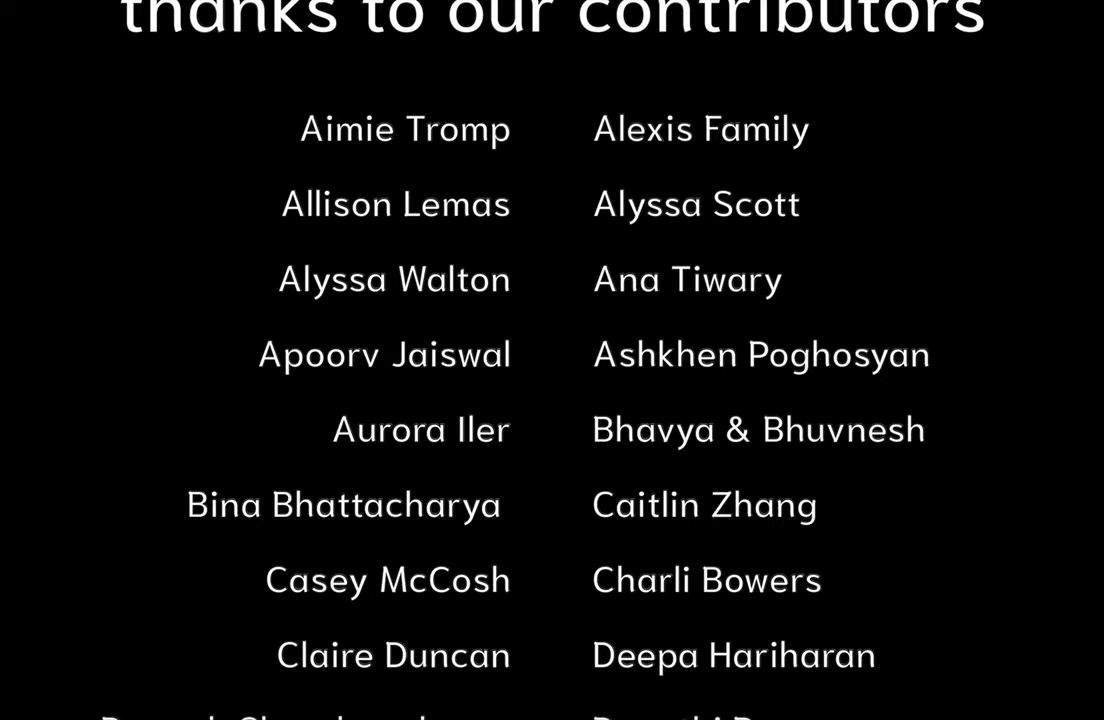 thanks to our contributors
Aimie Tromp Alexis Family
Allison Lemas Alyssa Scott
Alyssa Walton Ana Tiwary
Apoorv Jaiswal Ashkhen Poghosyan
Aurora Iler Bhavya & Bhuvnesh
Bina Bhattacharya Caitlin Zhang
Casey McCosh Charli Bowers
Claire Duncan Deepa Hariharan